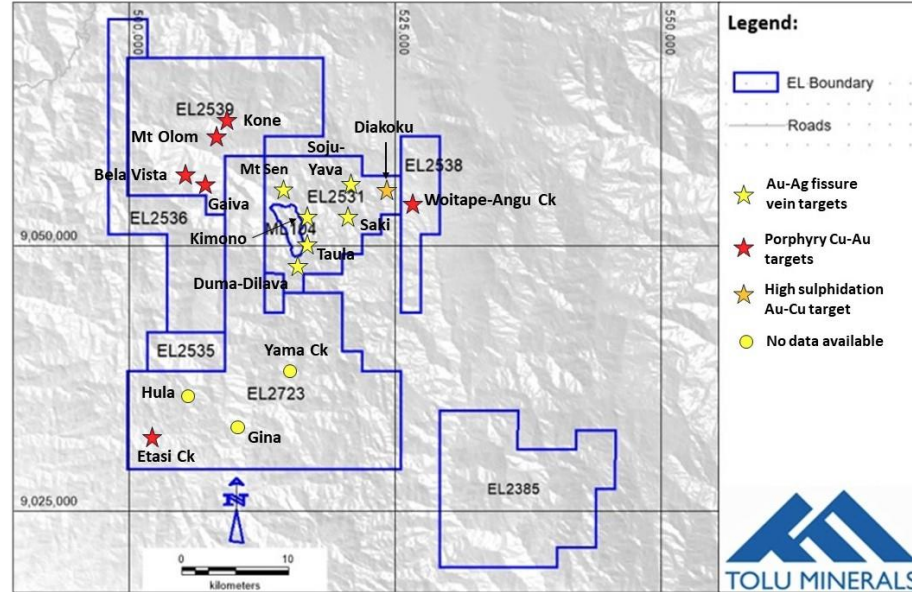 500,000
525,000
550,000
Legend:
EL Boundary
Roads
Au-Ag fissure
vein targets
Porphyry Cu-Au
targets
High sulphidation
Au-Cu target
No data available
EL2539
Kone
Mt Olom
Diakoku
Soju-
Yava
Mt Sen
EL2538
Bela Vista
Gaiva
EL2531
Woitape-Angu Ck
EL2536
ML104
Saki
Kimono
9,050,000
Taula
Duma-Dilava
EL2535
Yama Ck
Hula
EL2723
Gina
Etasi Ck
EL2385
9,025,000
N
0 10
kilometers
TOLU MINERALS